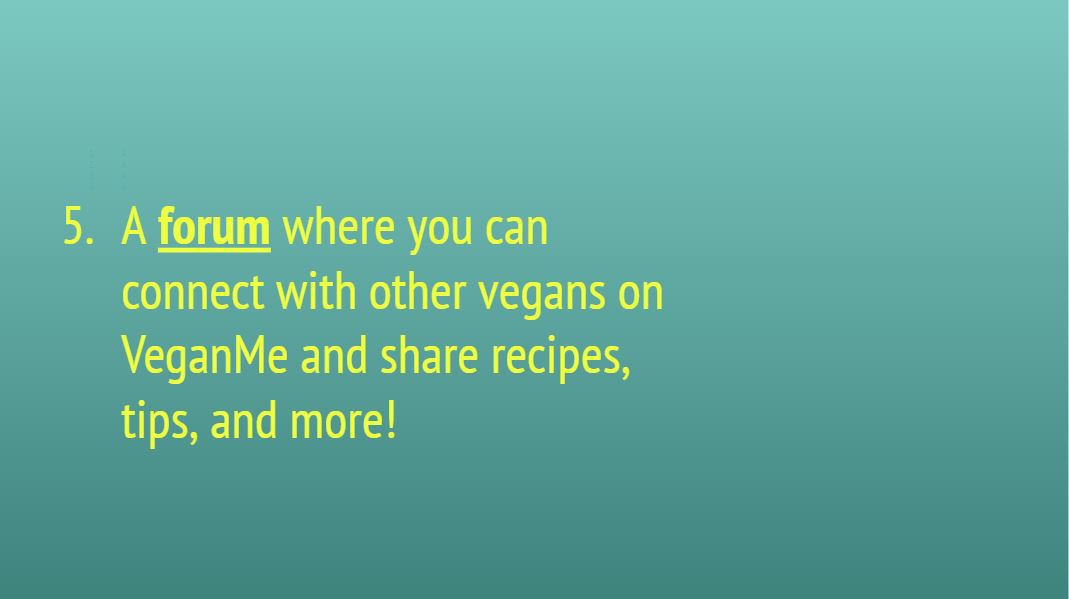 5. A forum where you can
connect with other vegans on
VeganMe and share recipes,
tips, and more!